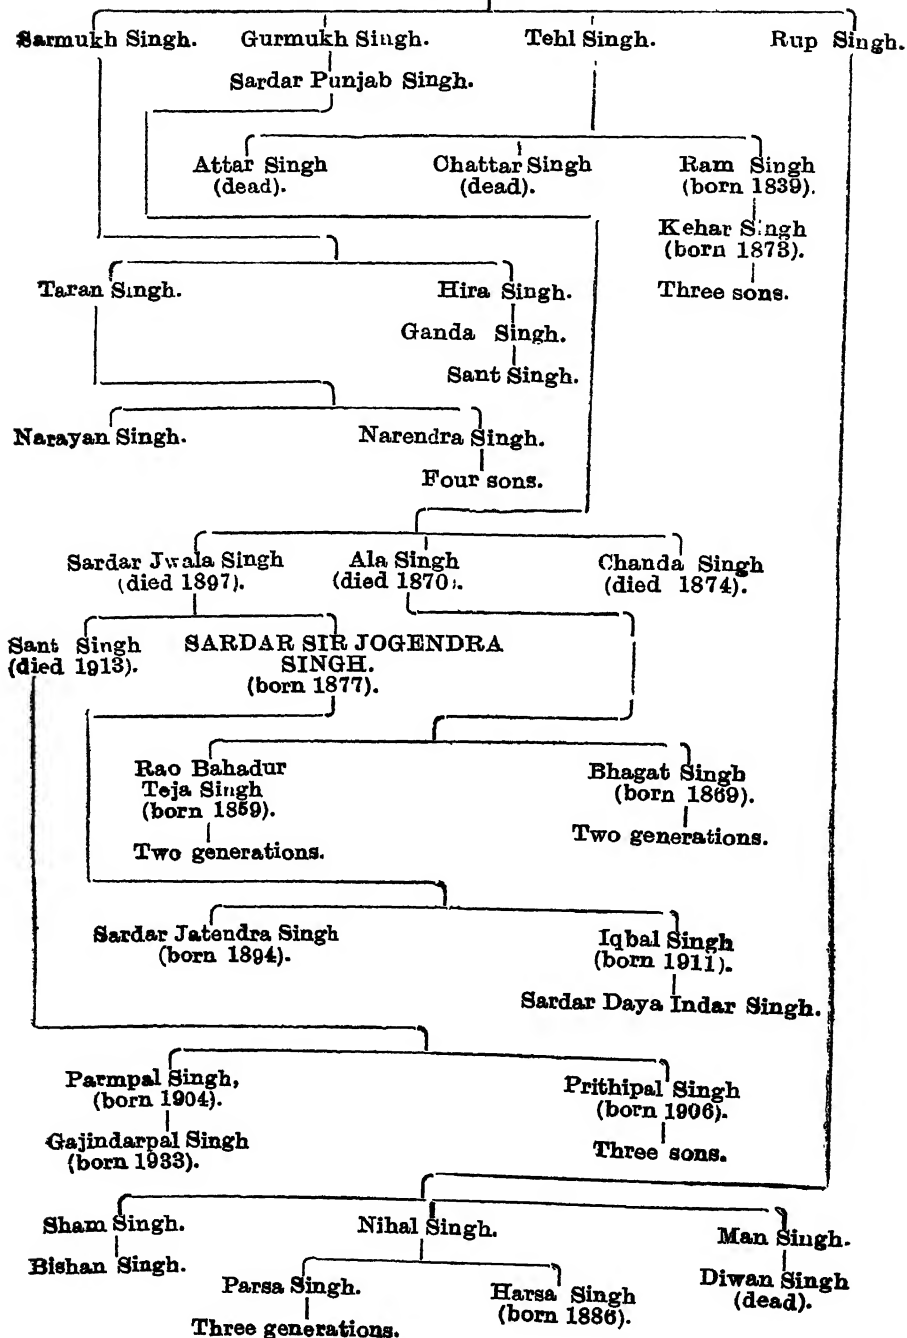 Sarmukh Singh. Gurmukh Singh. Tehl Singh. Rup Singh.
Sardar Punjab Singh.
Attar Singh Chattar Singh Ram Singh
(dead). (dead). (born 1839).
Kehar Singh
(born 1873).
Taran Singh. Hira Singh. Three sons.
Ganda Singh.
Sant Singh.
Narayan Singh. Narendra Singh.
Four sons.
Sardar Jwala Singh Ala Singh Chanda Singh
(died 1897). (died 1870). (died 1874).
Sant Singh SARDAR SIR JOGENDRA
(died 1913). SINGH.
(born 1877).
Rao Bahadur Bhagat Singh
Teja Singh (born 1869).
(born 1859).
Two generations. Two generations.
Sardar Jatendra Singh Iqbal Singh
(born 1894). (born 1911).
Sardar Daya Indar Singh.
Parmpal Singh, Prithipal Singh
(born 1904). (born 1906).
Gajindarpal Singh Three sons.
(born 1933).
Sham Singh. Nihal Singh. Man Singh.
Bishan Singh. Parsa Singh. Harsa Singh Diwan Singh
(born 1886). (dead).
Three generations.